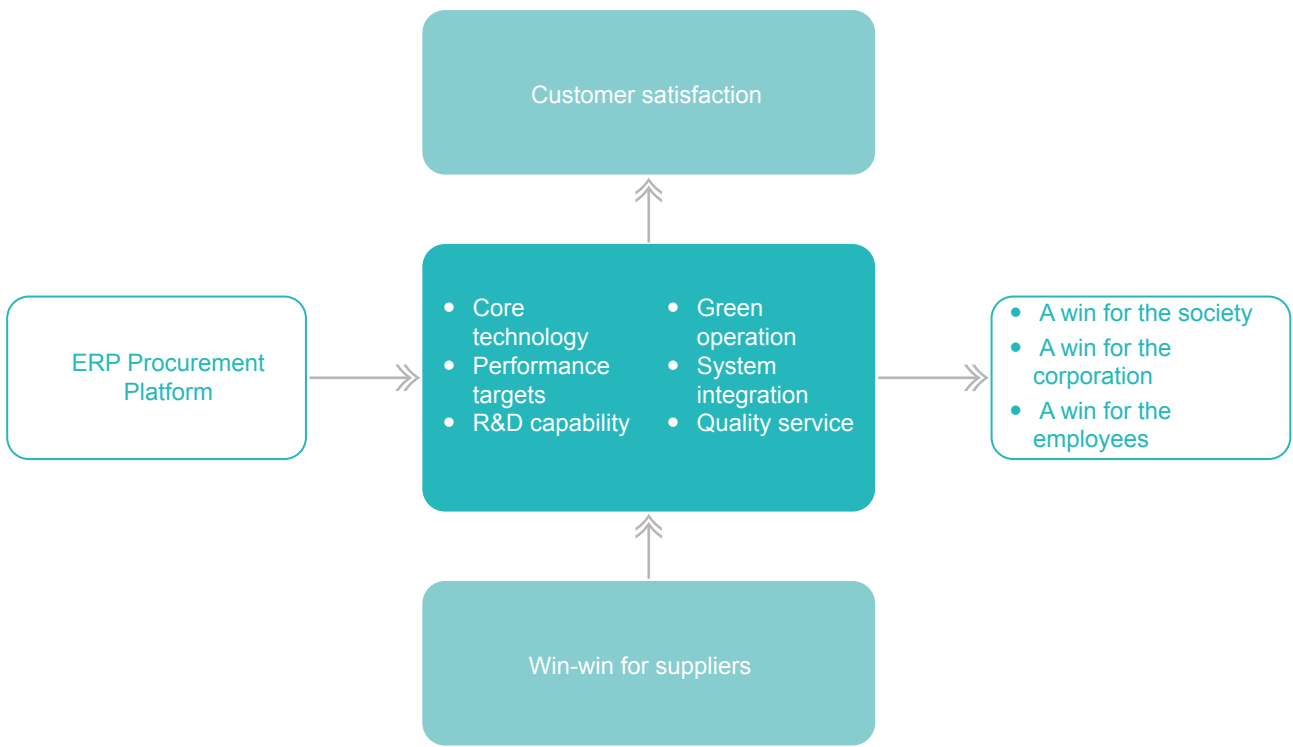 Customer satisfaction
ERP Procurement
Platform
• Core
technology
• Performance
targets
• R&D capability
• Green
operation
• System
integration
• Quality service
• A win for the society
• A win for the
corporation
• A win for the
employees
Win-win for suppliers